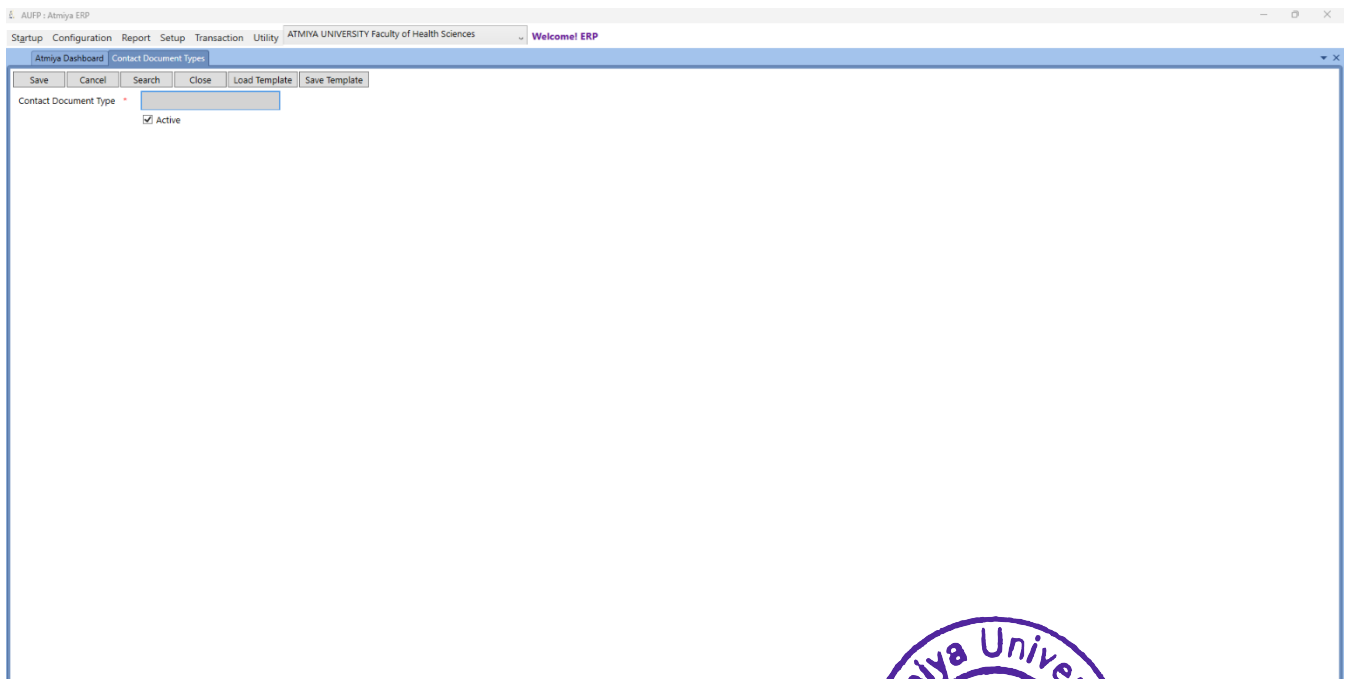 AUFP : Atmiya ERP
Startup Configuration Report Setup Transaction Utility ATMIYA UNIVERSITY Faculty of Health Sciences Welcome! ERP
Atmiya Dashboard Contact Document Types
Save Cancel Search Close Load Template Save Template
Contact Document Type *
Active